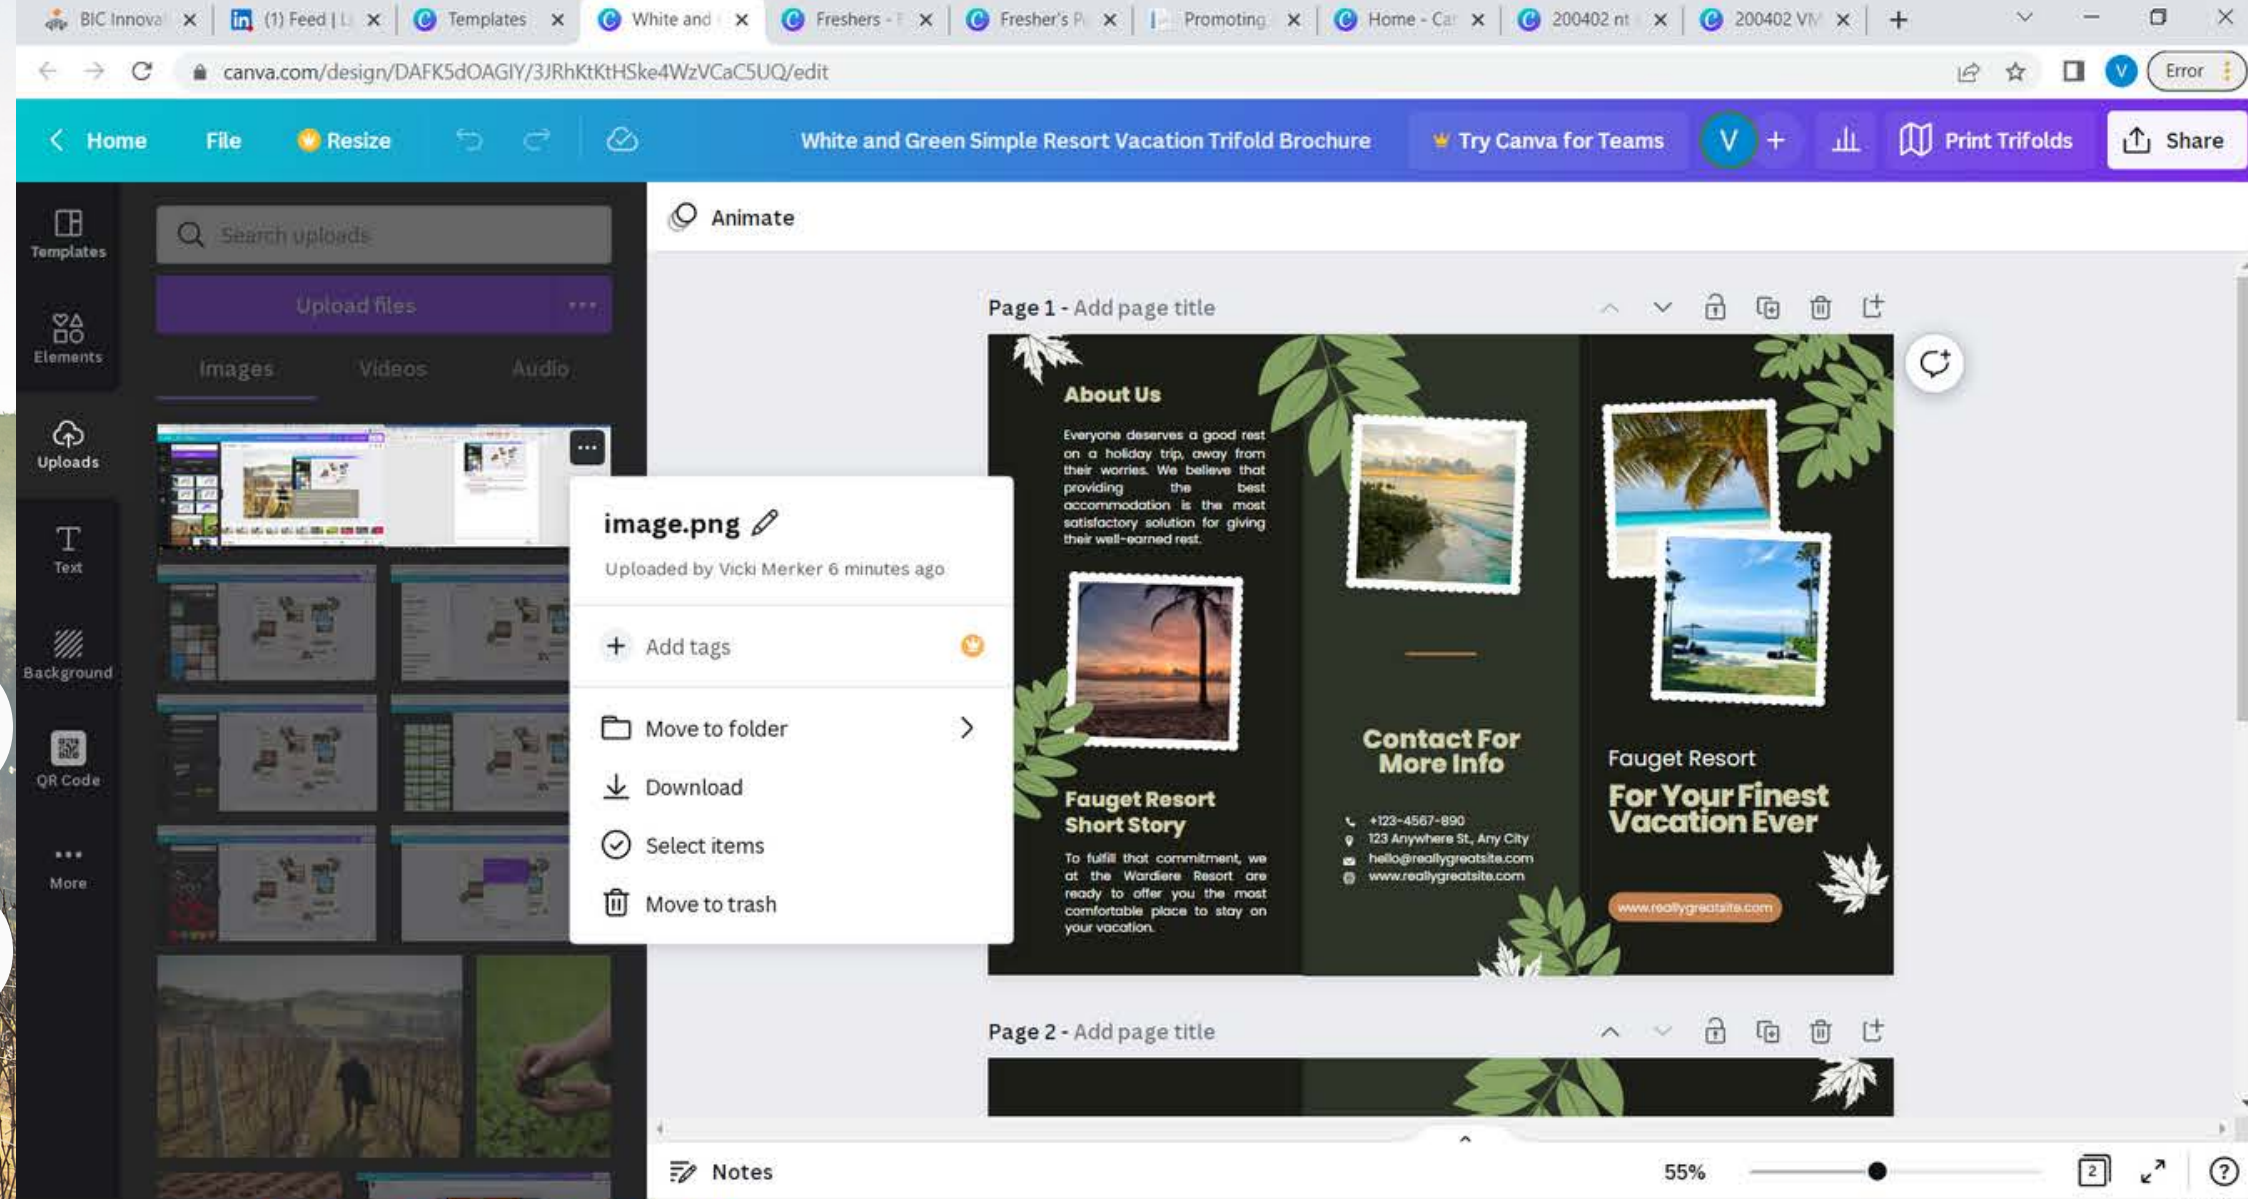 BIC Innova
(1) Feed | L
Templates
White and
Freshers - F
Fresher's P
Promoting
Home - Ca
200402 nt
200402 VM
canva.com/design/DAFK5dOAGIY/3JRhKtKtHSke4WzVCaC5UQ/edit
V
Error
Home
File
Resize
White and Green Simple Resort Vacation Trifold Brochure
Try Canva for Teams
V
Print Trifolds
Share
Templates
Elements
Uploads
Text
Background
QR Code
More
Search uploads
Upload files
Images
Videos
Audio
image.png
Uploaded by Vicki Merker 6 minutes ago
Add tags
Move to folder
Download
Select items
Move to trash
Animate
Page 1 - Add page title
About Us
Everyone deserves a good rest
on a holiday trip, away from
their worries. We believe that
providing the best
accommodation is the most
satisfactory solution for giving
their well-earned rest.
Fauget Resort
Short Story
To fulfill that commitment, we
at the Wardiere Resort are
ready to offer you the most
comfortable place to stay on
your vacation.
Contact For
More Info
+123-4567-890
123 Anywhere St., Any City
hello@reallygreatsite.com
www.reallygreatsite.com
Fauget Resort
For Your Finest
Vacation Ever
www.reallygreatsite.com
Page 2 - Add page title
Notes
55%
2